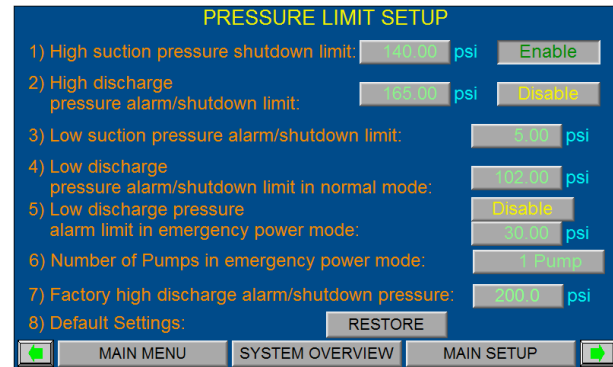 PRESSURE LIMIT SETUP
1) High suction pressure shutdown limit: 140.00 psi Enable
2) High discharge
pressure alarm/shutdown limit: 165.00 psi Disable
3) Low suction pressure alarm/shutdown limit: 5.00 psi
4) Low discharge
pressure alarm/shutdown limit in normal mode: 102.00 psi
5) Low discharge pressure Disable
alarm limit in emergency power mode: 30.00 psi
6) Number of Pumps in emergency power mode: 1 Pump
7) Factory high discharge alarm/shutdown pressure: 200.0 psi
8) Default Settings: RESTORE
MAIN MENU SYSTEM OVERVIEW MAIN SETUP